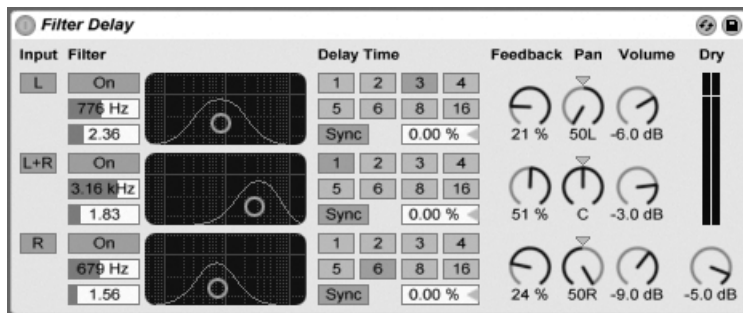 Filter Delay
Input Filter Delay Time Feedback Pan Volume Dry
L On 1 2 3 4
776 Hz 5 6 8 16
2.36 Sync 0.00 % 21 % 50L -6.0 dB
L+R On 1 2 3 4
3.16 kHz 5 6 8 16
1.83 Sync 0.00 % 51 % C -3.0 dB
R On 1 2 3 4
679 Hz 5 6 8 16
1.56 Sync 0.00 % 24 % 50R -9.0 dB -5.0 dB